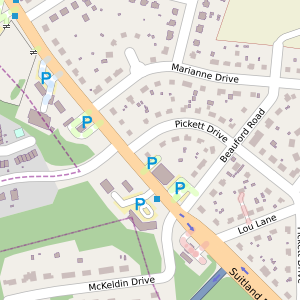 Marianne Drive
Pickett Drive
Beauford Road
P
P
P
P
P
Lou Lane
McKeldin Drive
Suitland